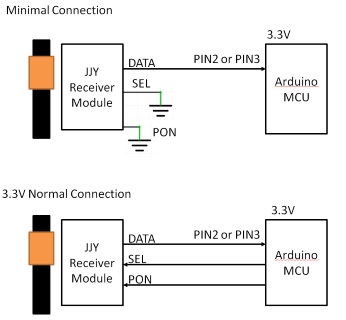 Minimal Connection
3.3V
JJY
Receiver
Module
DATA
PIN2 or PIN3
SEL
PON
Arduino
MCU
3.3V Normal Connection
3.3V
JJY
Receiver
Module
DATA
PIN2 or PIN3
SEL
PON
Arduino
MCU